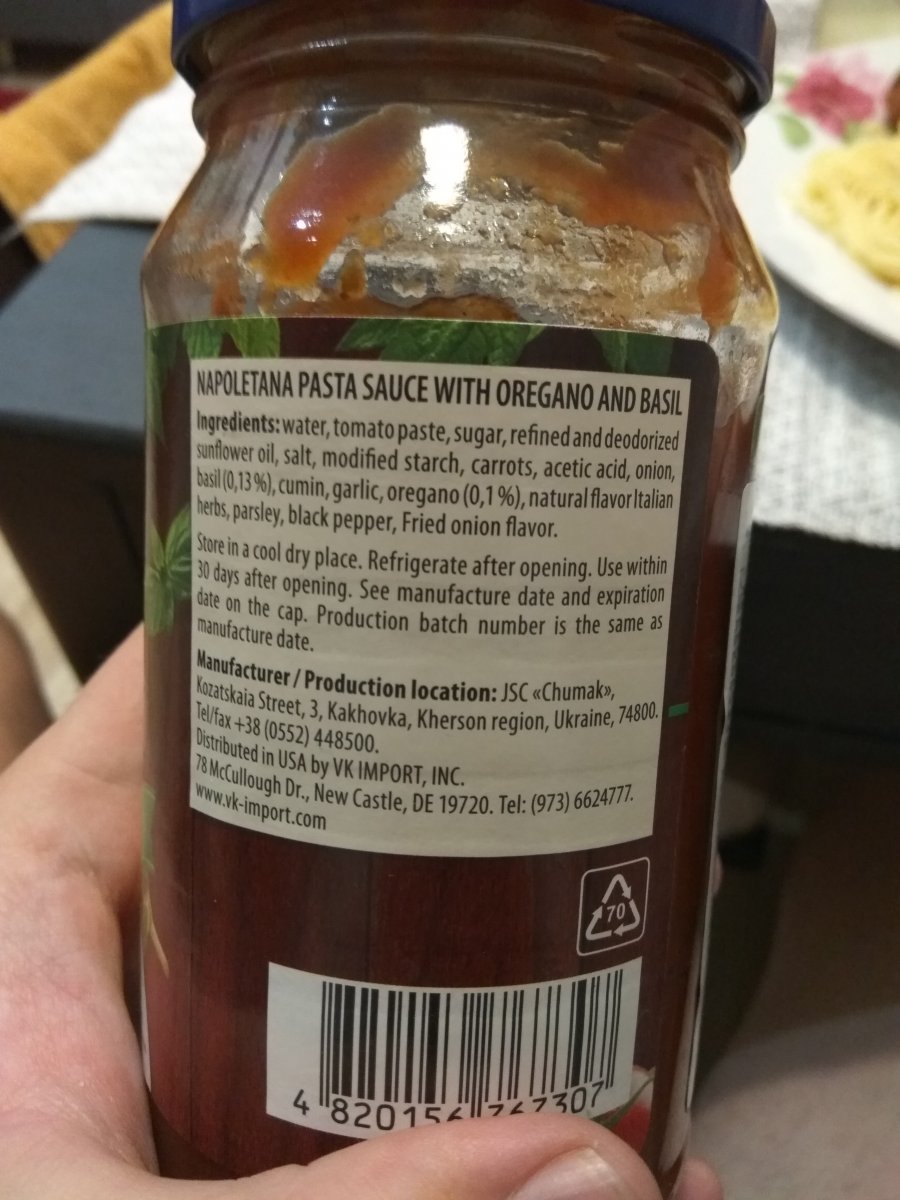 NAPOLETANA PASTA SAUCE WITH OREGANO AND BASIL
Ingredients: water, tomato paste, sugar, refined and deodorized
sunflower oil, salt, modified starch, carrots, acetic acid, onion,
basil (0,13%), cumin, garlic, oregano (0,1%), natural flavor Italian
herbs, parsley, black pepper, Fried onion flavor.
Store in a cool dry place. Refrigerate after opening. Use within
30 days after opening. See manufacture date and expiration
date on the cap. Production batch number is the same as
manufacture date.
Manufacturer / Production location: JSC «Chumak»,
Kozatskaia Street, 3, Kakhovka, Kherson region, Ukraine, 74800.
Tel/fax +38 (0552) 448500.
Distributed in USA by VK IMPORT, INC.
78 McCullough Dr., New Castle, DE 19720. Tel: (973) 6624777.
www.vk-import.com
70
4 820156 767307